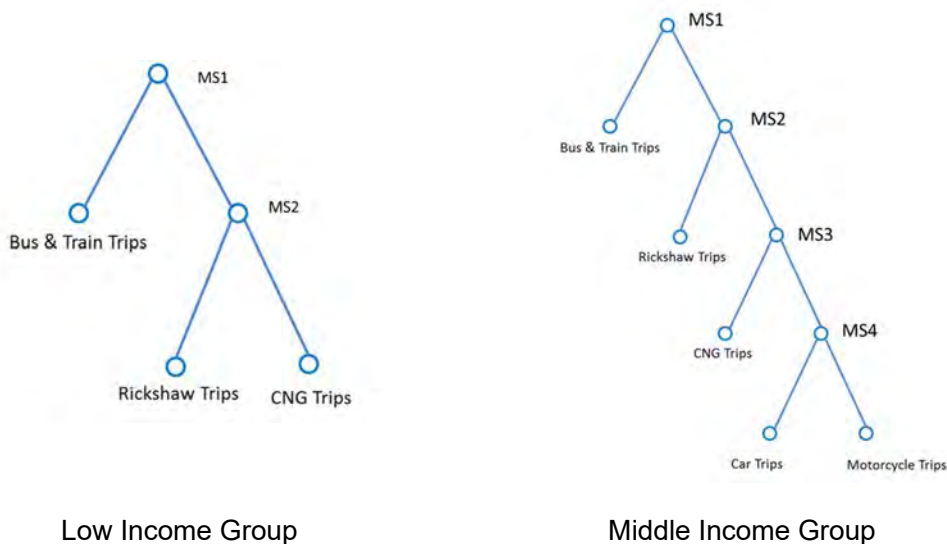 MS1
MS2
Bus & Train Trips
Rickshaw Trips
CNG Trips
Low Income Group
MS1
MS2
Bus & Train Trips
MS3
Rickshaw Trips
MS4
CNG Trips
Car Trips
Motorcycle Trips
Middle Income Group